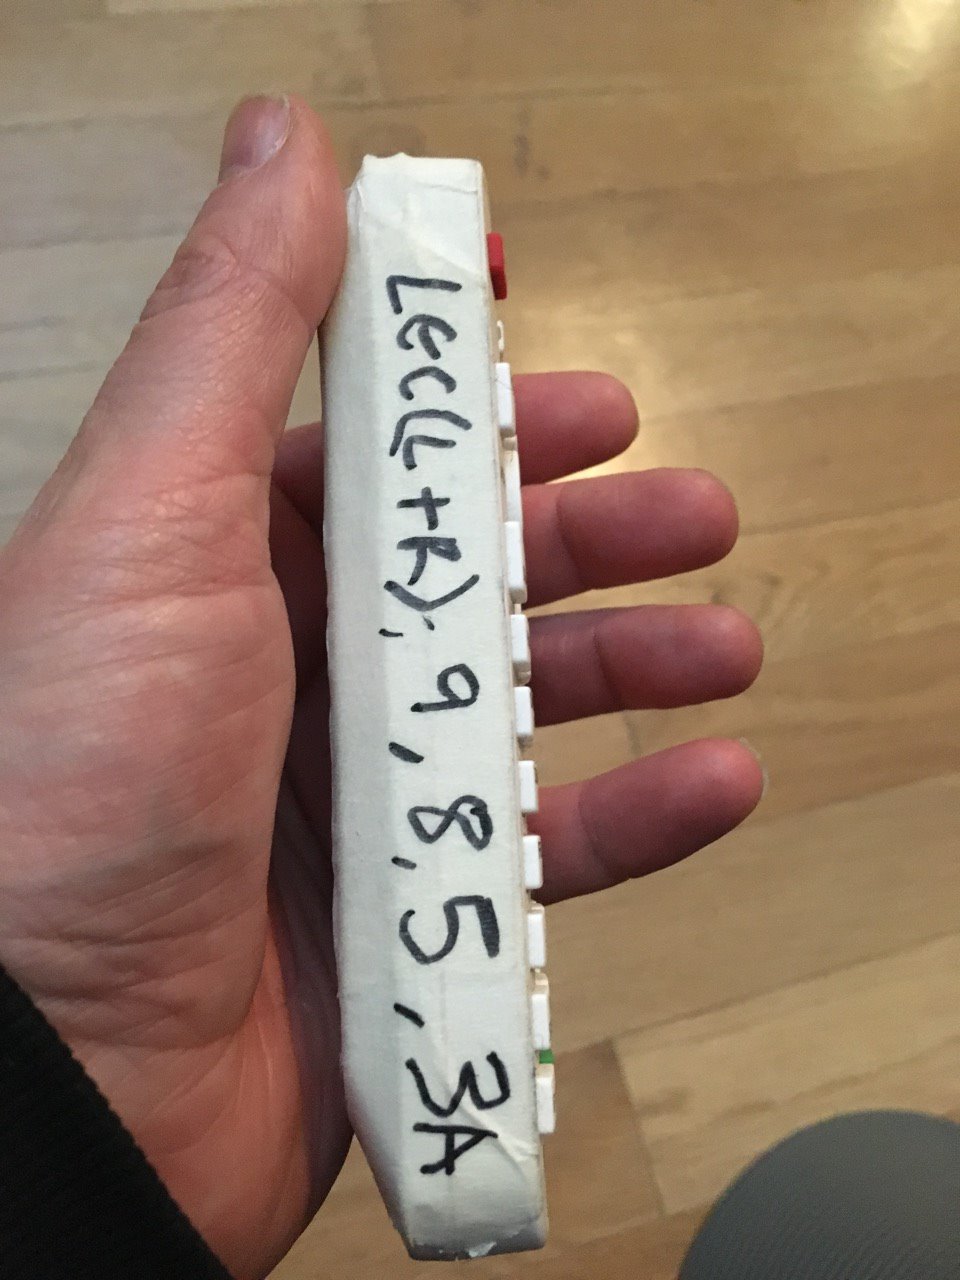 Lec(L+R), 9, 8, 5, 3A